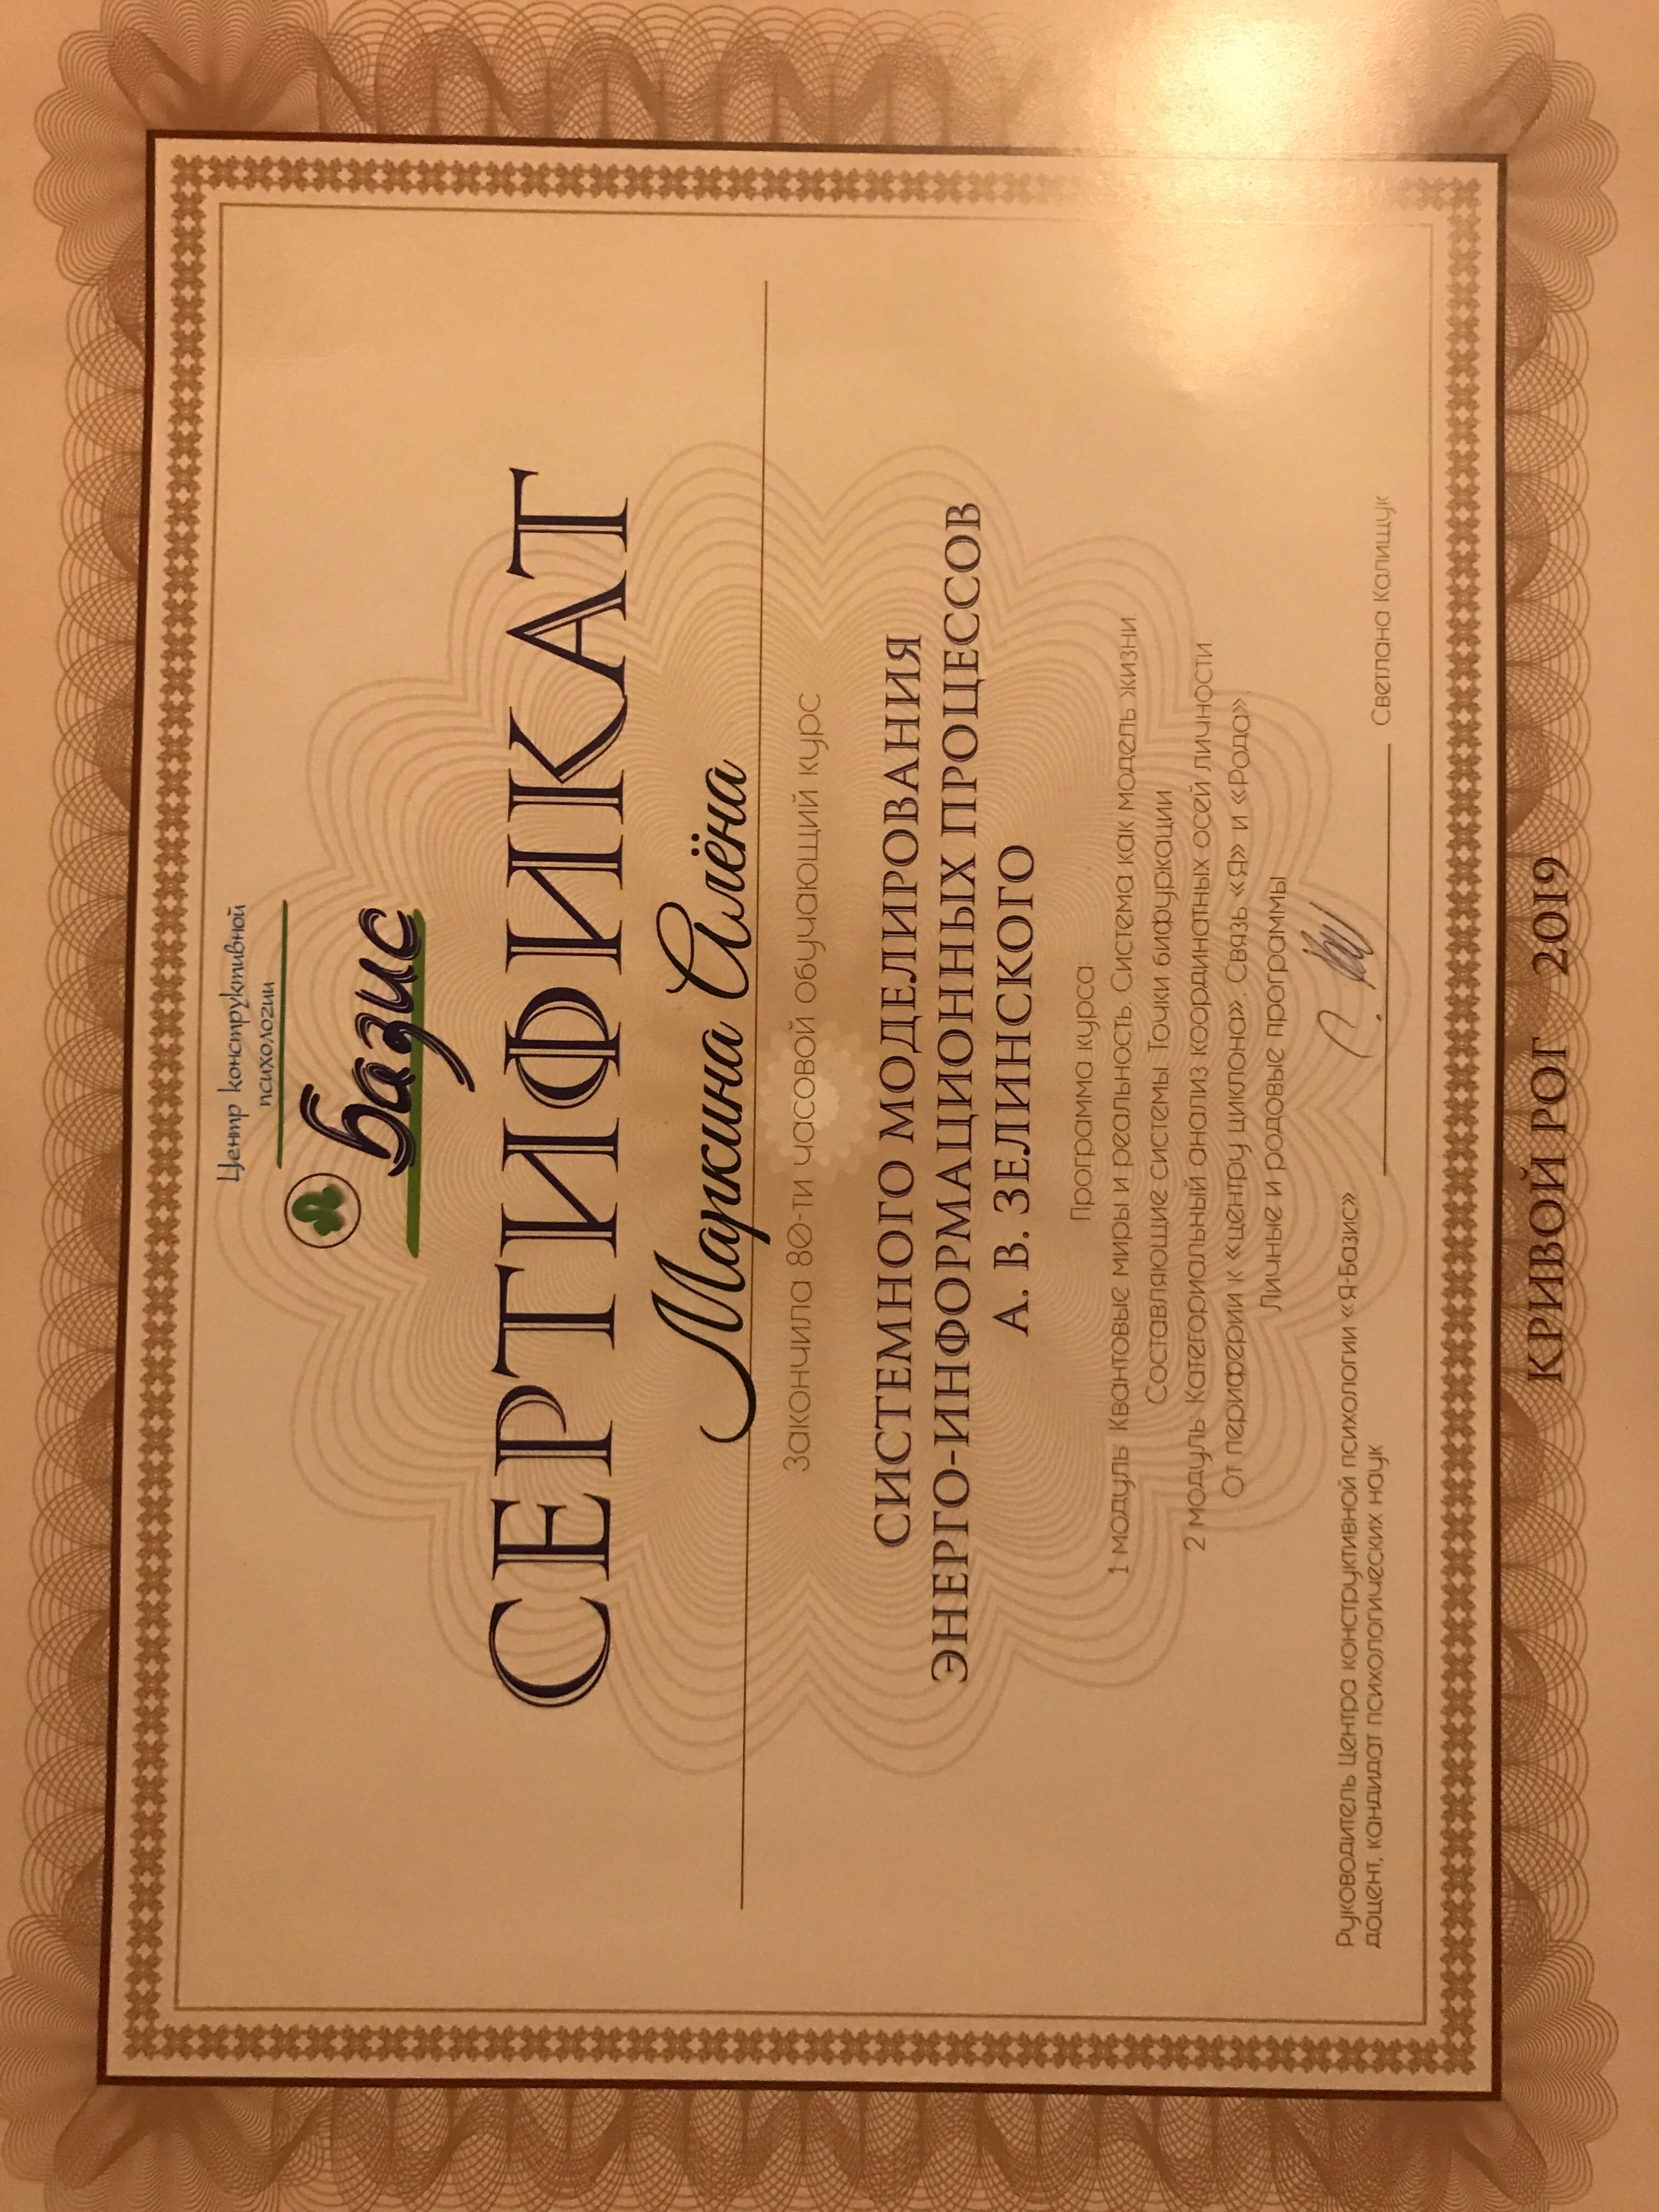 Центр конструктивной
психологии
Базис
СЕРТИФИКАТ
Маркина Алёна
Закончила 80-ти часовой обучающий курс
СИСТЕМНОГО МОДЕЛИРОВАНИЯ
ЭНЕРГО-ИНФОРМАЦИОННЫХ ПРОЦЕССОВ
А. В. ЗЕЛИНСКОГО
Программа курса:
1 модуль Квантовые миры и реальность. Система как модель жизни.
Составляющие системы. Точки бифуркации
2 модуль Категориальный анализ координатных осей личности
От периферии к «центру циклона». Связь «Я» и «Рода».
Личные и родовые программы
Руководитель Центра конструктивной психологии «Я-Базис»
доцент, кандидат психологических наук
Светлана Калищук
КРИВОЙ РОГ 2019